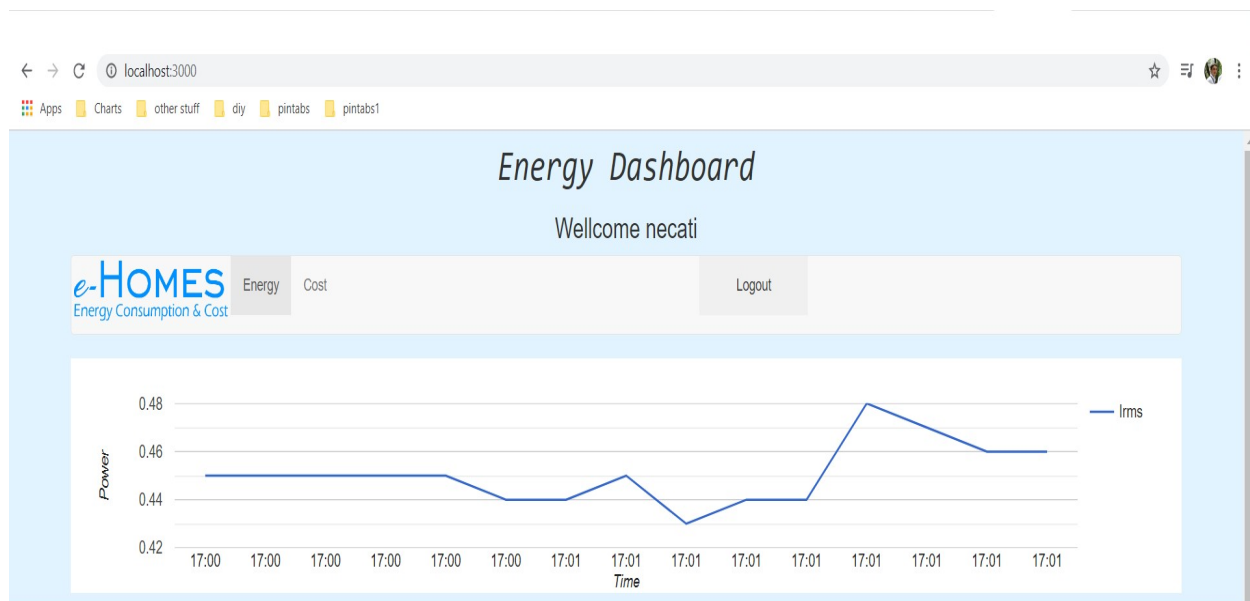 localhost:3000
Apps Charts other stuff diy pintabs pintabs1
Energy Dashboard
Wellcome necati
e-HOMES
Energy Consumption & Cost
Energy Cost Logout
0.48
Irms
0.46
Power
0.44
0.42
17:00 17:00 17:00 17:00 17:00 17:00 17:01 17:01 17:01 17:01 17:01 17:01 17:01 17:01 17:01
Time